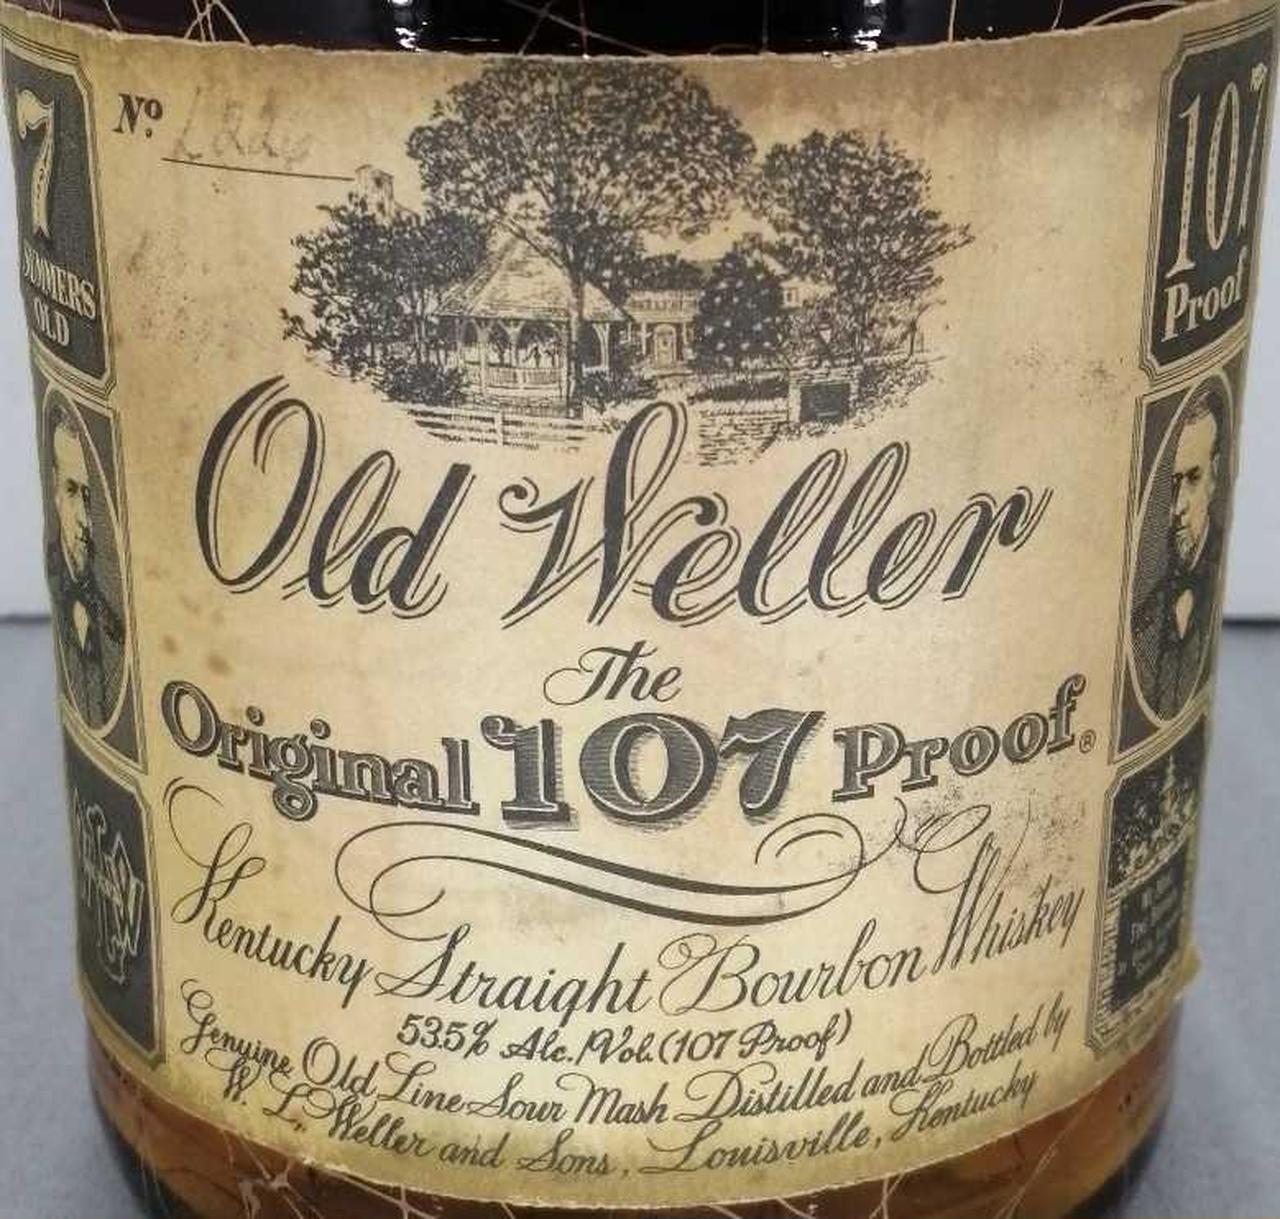 7
SUMMERS
OLD
Nº
107
Proof
Old Weller
The
Original 107 Proof®
Kentucky Straight Bourbon Whiskey
53.5% Alc./Vol. (107 Proof)
Genuine Old Line Sour Mash Distilled and Bottled by
W. L. Weller and Sons, Louisville, Kentucky